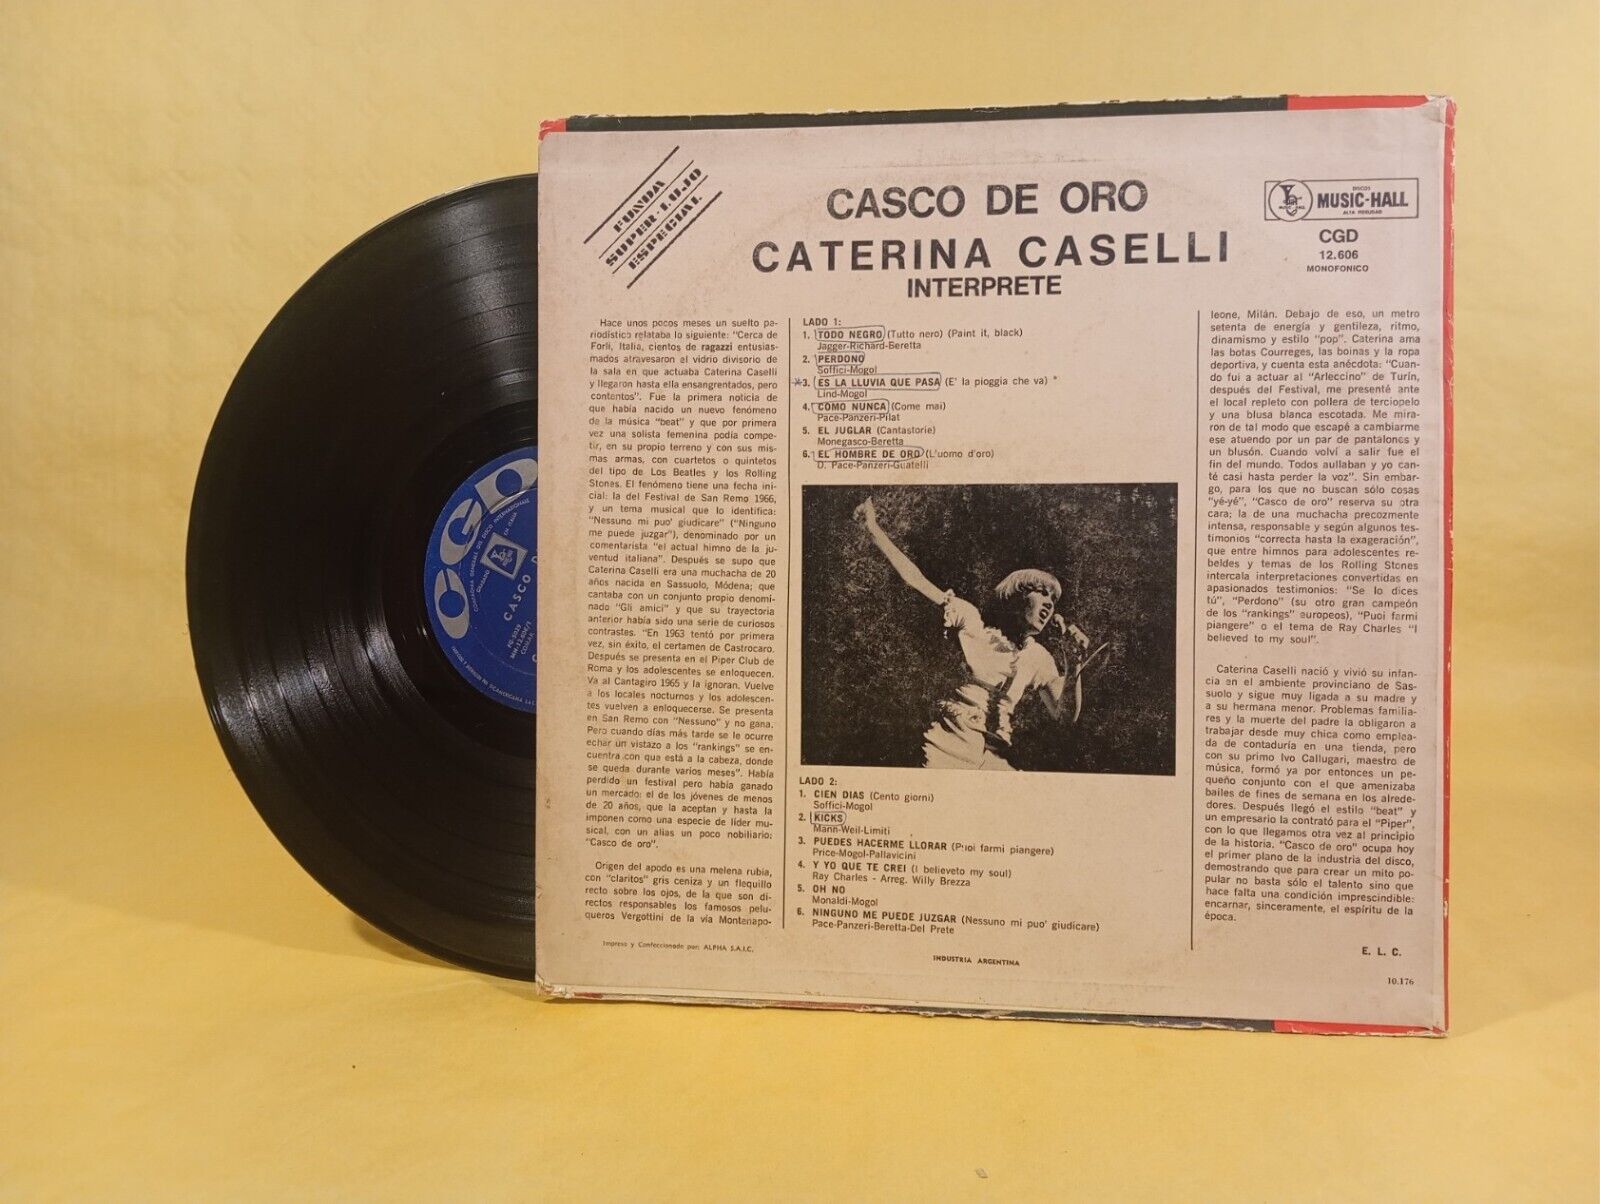 FUNDA
SUPER-LUJO
ESPECIAL
CASCO DE ORO
CATERINA CASELLI
INTERPRETE
DISCOS
MUSIC-HALL
ALTA FIDELIDAD
CGD
12.606
MONOFONICO
Hace unos pocos meses un suelto pe-
riodístico relataba lo siguiente: "Cerca de
Forli, Italia, cientos de ragazzi entusias-
mados atravesaron el vidrio divisorio de
la sala en que actuaba Caterina Caselli
y llegaron hasta ella ensangrentados, pero
contentos". Fue la primera noticia de
que había nacido un nuevo fenómeno
de la música "beat" y que por primera
vez una solista femenina podía compe-
tir, en su propio terreno y con sus mis-
mas armas, con cuartetos o quintetos
del tipo de Los Beatles y los Rolling
Stones. El fenómeno tiene una fecha ini-
cial: la del Festival de San Remo 1966,
y un tema musical que lo identifica:
"Nessuno mi puo' giudicare" ("Ninguno
me puede juzgar"), denominado por un
comentarista "el actual himno de la ju-
ventud italiana". Después se supo que
Caterina Caselli era una muchacha de 20
años nacida en Sassuolo, Módena; que
cantaba con un conjunto propio denomi-
nado "Gli amici" y que su trayectoria
anterior había sido una serie de curiosos
contrastes. "En 1963 tentó por primera
vez, sin éxito, el certamen de Castrocaro.
Después se presenta en el Piper Club de
Roma y los adolescentes se enloquecen.
Va al Cantagiro 1965 y la ignoran. Vuelve
a los locales nocturnos y los adolescen-
tes vuelven a enloquecerse. Se presenta
en San Remo con "Nessuno" y no gana.
Pero cuando días más tarde se le ocurre
echar un vistazo a los "rankings" se en-
cuentra con que está a la cabeza, donde
se queda durante varios meses". Había
perdido un festival pero había ganado
un mercado: el de los jóvenes de menos
de 20 años, que la aceptan y hasta la
imponen como una especie de líder mu-
sical, con un alias un poco nobiliario:
"Casco de oro".
Origen del apodo es una melena rubia,
con "claritos" gris ceniza y un flequillo
recto sobre los ojos, de la que son di-
rectos responsables los famosos pelu-
queros Vergottini de la vía Montenapo-
Impreso y Confeccionado por: ALPHA S.A.I.C.
LADO 1:
1. TODO NEGRO (Tutto nero) (Paint it, black)
Jagger-Richard-Beretta
2. PERDONO
Soffici-Mogol
*3. ES LA LLUVIA QUE PASA (E' la pioggia che va) *
Lind-Mogol
4. COMO NUNCA (Come mai)
Pace-Panzeri-Pilat
5. EL JUGLAR (Cantastorie)
Monegasco-Beretta
6. EL HOMBRE DE ORO (L'uomo d'oro)
D. Pace-Panzeri-Guatelli
LADO 2:
1. CIEN DIAS (Cento giorni)
Soffici-Mogol
2. KICKS
Mann-Weil-Limiti
3. PUEDES HACERME LLORAR (Puoi farmi piangere)
Price-Mogol-Pallavicini
4. Y YO QUE TE CREI (I believeto my soul)
Ray Charles - Arreg. Willy Brezza
5. OH NO
Monaldi-Mogol
6. NINGUNO ME PUEDE JUZGAR (Nessuno mi puo' giudicare)
Pace-Panzeri-Beretta-Del Prete
INDUSTRIA ARGENTINA
leone, Milán. Debajo de eso, un metro
setenta de energía y gentileza, ritmo,
dinamismo y estilo "pop". Caterina ama
las botas Courreges, las boinas y la ropa
deportiva, y cuenta esta anécdota: "Cuan-
do fui a actuar al "Arleccino" de Turín,
después del Festival, me presenté ante
el local repleto con pollera de terciopelo
y una blusa blanca escotada. Me mira-
ron de tal modo que escapé a cambiarme
ese atuendo por un par de pantalones y
un blusón. Cuando volví a salir fue el
fin del mundo. Todos aullaban y yo can-
té casi hasta perder la voz". Sin embar-
go, para los que no buscan sólo cosas
"yé-yé", "Casco de oro" reserva su otra
cara: la de una muchacha precozmente
intensa, responsable y según algunos tes-
timonios "correcta hasta la exageración",
que entre himnos para adolescentes re-
beldes y temas de los Rolling Stones
intercala interpretaciones convertidas en
apasionados testimonios: "Se lo dices
tú", "Perdono" (su otro gran campeón
de los "rankings" europeos), "Puoi farmi
piangere" o el tema de Ray Charles "I
believed to my soul".
Caterina Caselli nació y vivió su infan-
cia en el ambiente provinciano de Sas-
suolo y sigue muy ligada a su madre y
a su hermana menor. Problemas familia-
res y la muerte del padre la obligaron a
trabajar desde muy chica como emplea-
da de contaduría en una tienda, pero
con su primo Ivo Callugari, maestro de
música, formó ya por entonces un pe-
queño conjunto con el que amenizaba
bailes de fines de semana en los alrede-
dores. Después llegó el estilo "beat" y
un empresario la contrató para el "Piper",
con lo que llegamos otra vez al principio
de la historia. "Casco de oro" ocupa hoy
el primer plano de la industria del disco,
demostrando que para crear un mito po-
pular no basta sólo el talento sino que
hace falta una condición imprescindible:
encarnar, sinceramente, el espíritu de la
época.
E. L. C.
10.176
CGD
COMPAGNIA GENERALE DEL DISCO INTERNAZIONALE
GRABADO
EN ITALIA
CASCO D